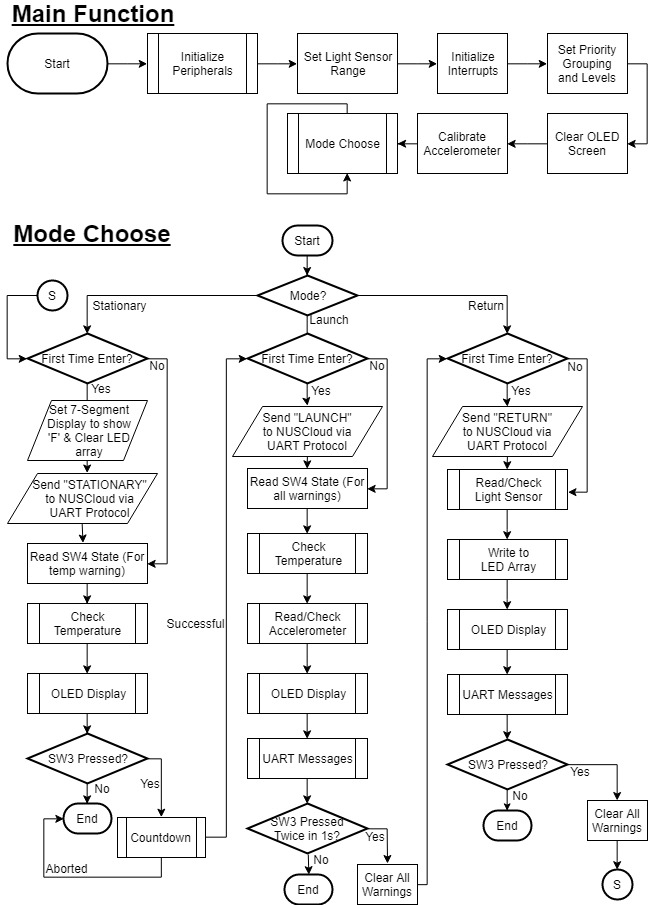 Main Function
Start
Initialize
Peripherals
Set Light Sensor
Range
Initialize
Interrupts
Set Priority
Grouping
and Levels
Mode Choose
Calibrate
Accelerometer
Clear OLED
Screen
Mode Choose
Start
S
Mode?
Stationary
Launch
Return
First Time Enter?
No
Yes
Set 7-Segment
Display to show
'F' & Clear LED
array
Send "STATIONARY"
to NUSCloud via
UART Protocol
Read SW4 State (For
temp warning)
Check
Temperature
OLED Display
SW3 Pressed?
Yes
No
End
Countdown
Aborted
Successful
First Time Enter?
No
Yes
Send "LAUNCH"
to NUSCloud via
UART Protocol
Read SW4 State (For
all warnings)
Check
Temperature
Read/Check
Accelerometer
OLED Display
UART Messages
SW3 Pressed
Twice in 1s?
Yes
No
End
Clear All
Warnings
First Time Enter?
No
Yes
Send "RETURN"
to NUSCloud via
UART Protocol
Read/Check
Light Sensor
Write to
LED Array
OLED Display
UART Messages
SW3 Pressed?
Yes
No
End
Clear All
Warnings
S